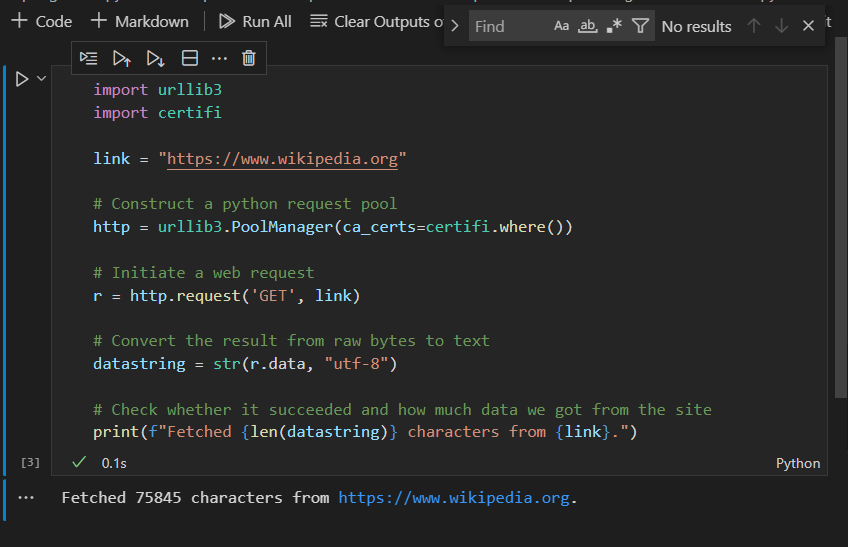 Code
Markdown
Run All
Clear Outputs o
Find
Aa
ab
No results
import urllib3
import certifi
link = "https://www.wikipedia.org"
# Construct a python request pool
http = urllib3.PoolManager(ca_certs=certifi.where())
# Initiate a web request
r = http.request('GET', link)
# Convert the result from raw bytes to text
datastring = str(r.data, "utf-8")
# Check whether it succeeded and how much data we got from the site
print(f"Fetched {len(datastring)} characters from {link}.")
[3]
0.1s
Python
Fetched 75845 characters from https://www.wikipedia.org.